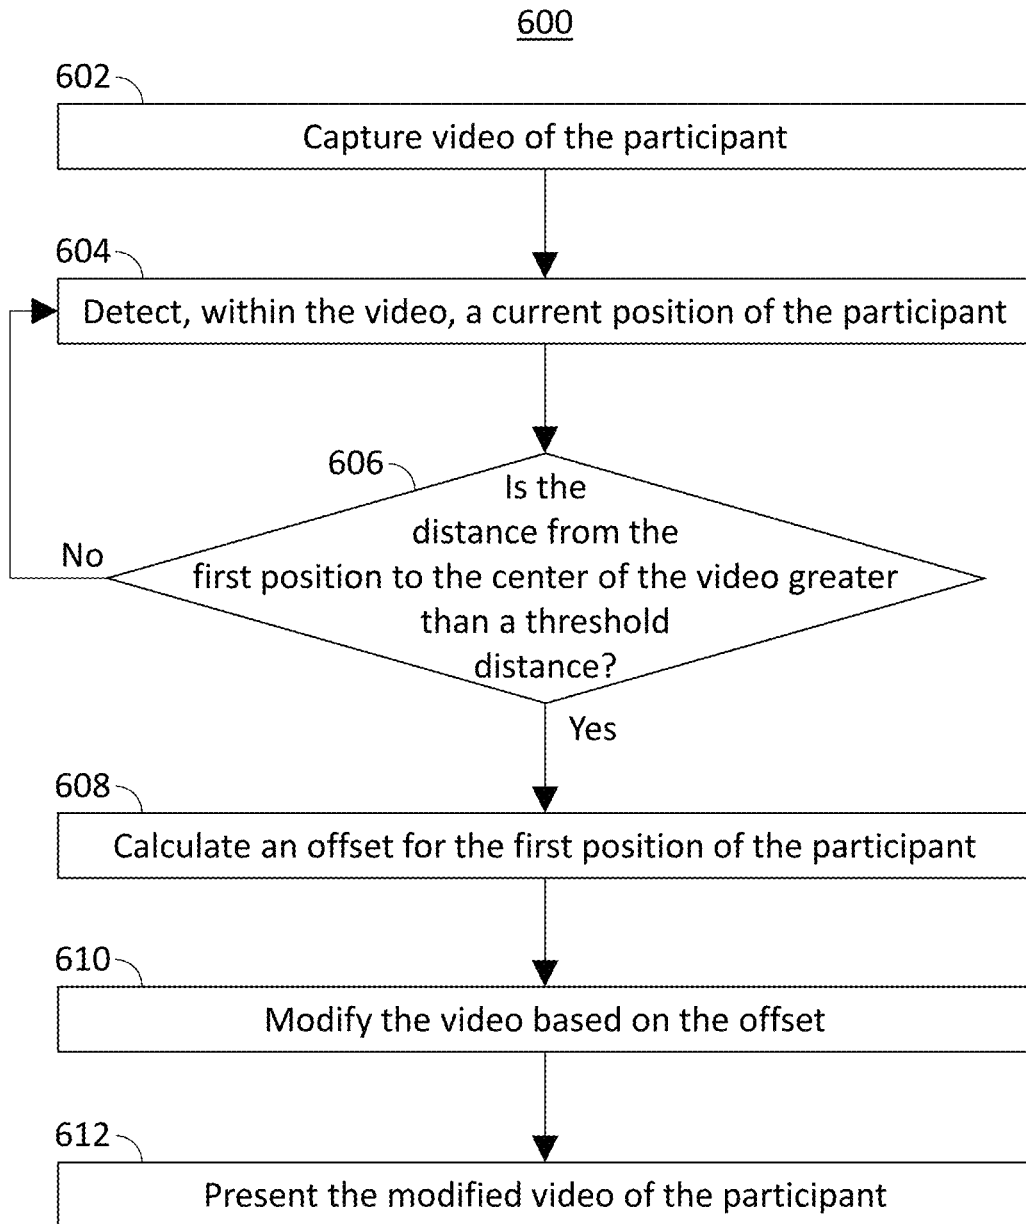 600
602
Capture video of the participant
604
Detect, within the video, a current position of the participant
606
Is the
distance from the
first position to the center of the video greater
than a threshold
distance?
No
Yes
608
Calculate an offset for the first position of the participant
610
Modify the video based on the offset
612
Present the modified video of the participant